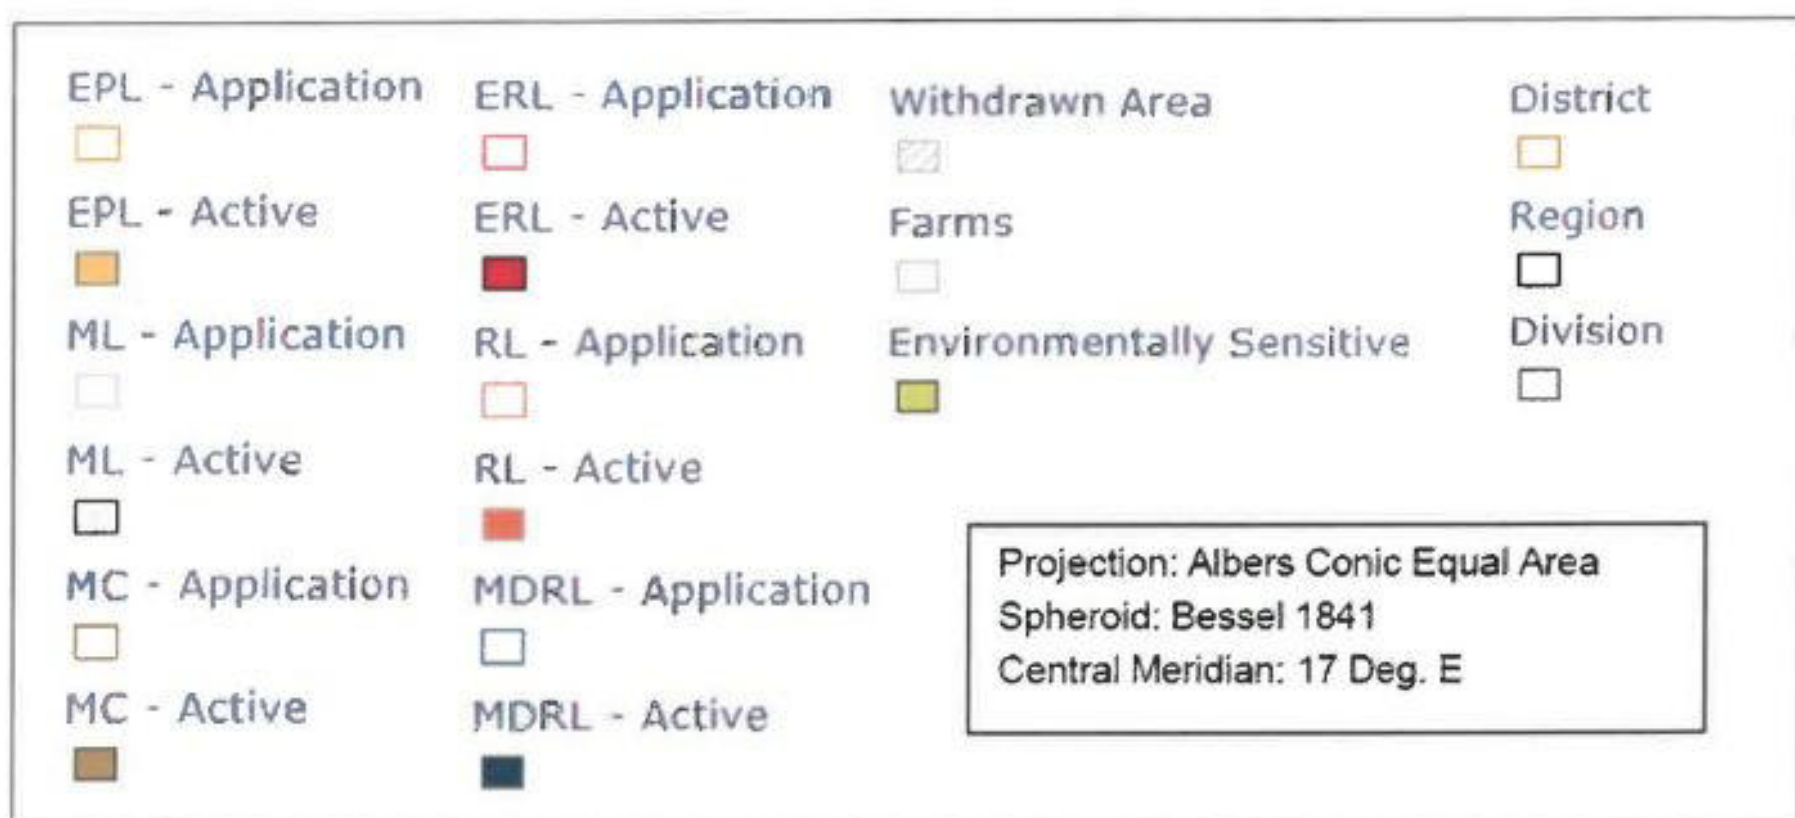 EPL - Application
EPL - Active
ML - Application
ML - Active
MC - Application
MC - Active
ERL - Application
ERL - Active
RL - Application
RL - Active
MDRL - Application
MDRL - Active
Withdrawn Area
Farms
Environmentally Sensitive
District
Region
Division
Projection: Albers Conic Equal Area
Spheroid: Bessel 1841
Central Meridian: 17 Deg. E